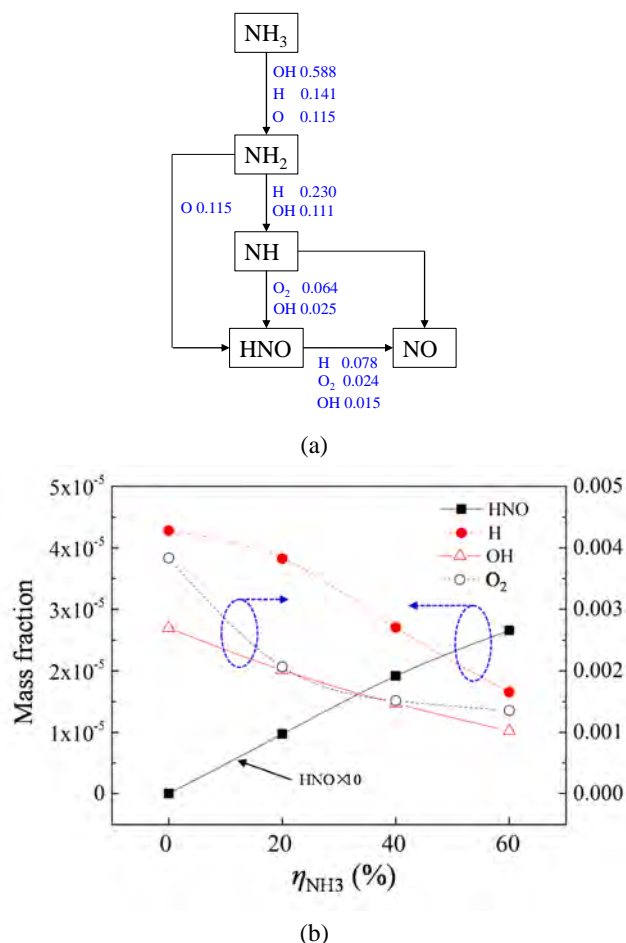 NH₃
OH 0.588
H 0.141
O 0.115
NH₂
O 0.115
H 0.230
OH 0.111
NH
O₂ 0.064
OH 0.025
HNO
NO
H 0.078
O₂ 0.024
OH 0.015
(a)
5x10⁻⁵
4x10⁻⁵
3x10⁻⁵
2x10⁻⁵
1x10⁻⁵
0
Mass fraction
HNO
H
OH
O₂
HNO×10
0.005
0.004
0.003
0.002
0.001
0.000
0 20 40 60
η_NH3 (%)
(b)